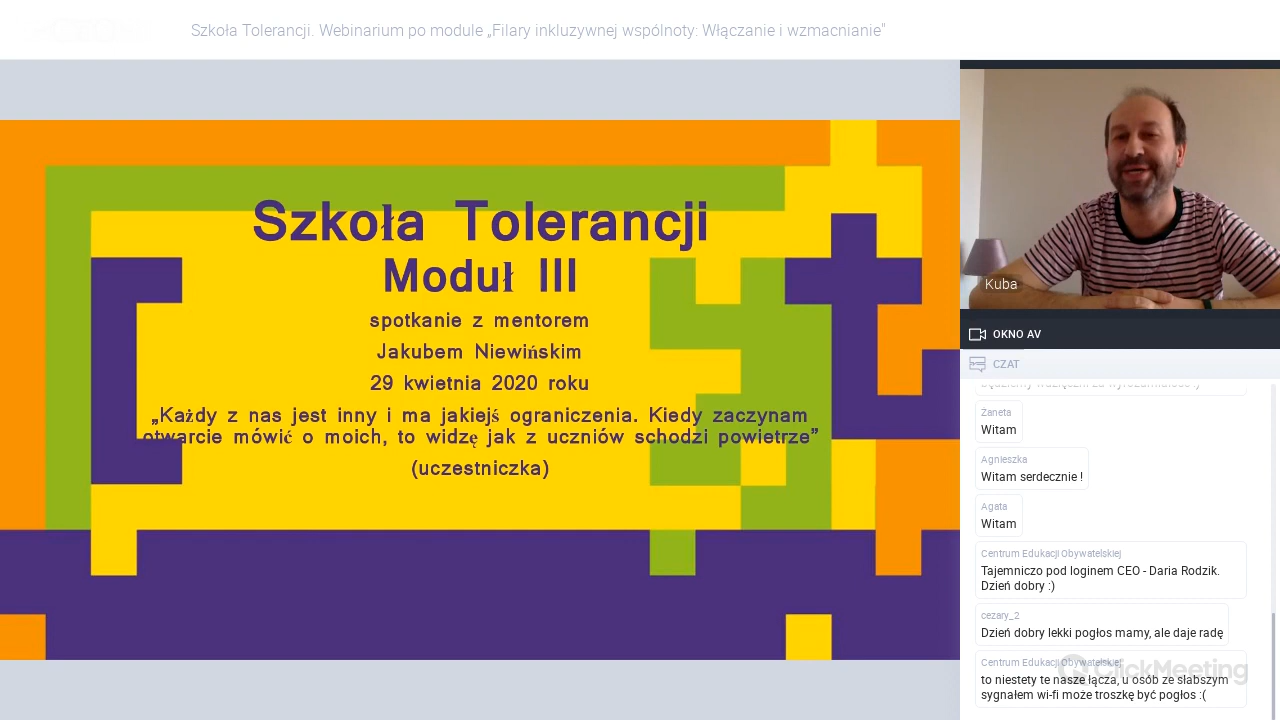 Szkoła Tolerancji. Webinarium po module „Filary inkluzywnej wspólnoty: Włączanie i wzmacnianie"
Szkoła Tolerancji
Moduł III
spotkanie z mentorem
Jakubem Niewińskim
29 kwietnia 2020 roku
„Każdy z nas jest inny i ma jakiejś ograniczenia. Kiedy zaczynam
otwarcie mówić o moich, to widzę jak z uczniów schodzi powietrze”
(uczestniczka)
Kuba
OKNO AV
CZAT
Żaneta
Witam
Agnieszka
Witam serdecznie !
Agata
Witam
Centrum Edukacji Obywatelskiej
Tajemniczo pod loginem CEO - Daria Rodzik.
Dzień dobry :)
cezary_2
Dzień dobry lekki pogłos mamy, ale daje radę
Centrum Edukacji Obywatelskiej
to niestety te nasze łącza, u osób ze słabszym
sygnałem wi-fi może troszkę być pogłos :(
ClickMeeting